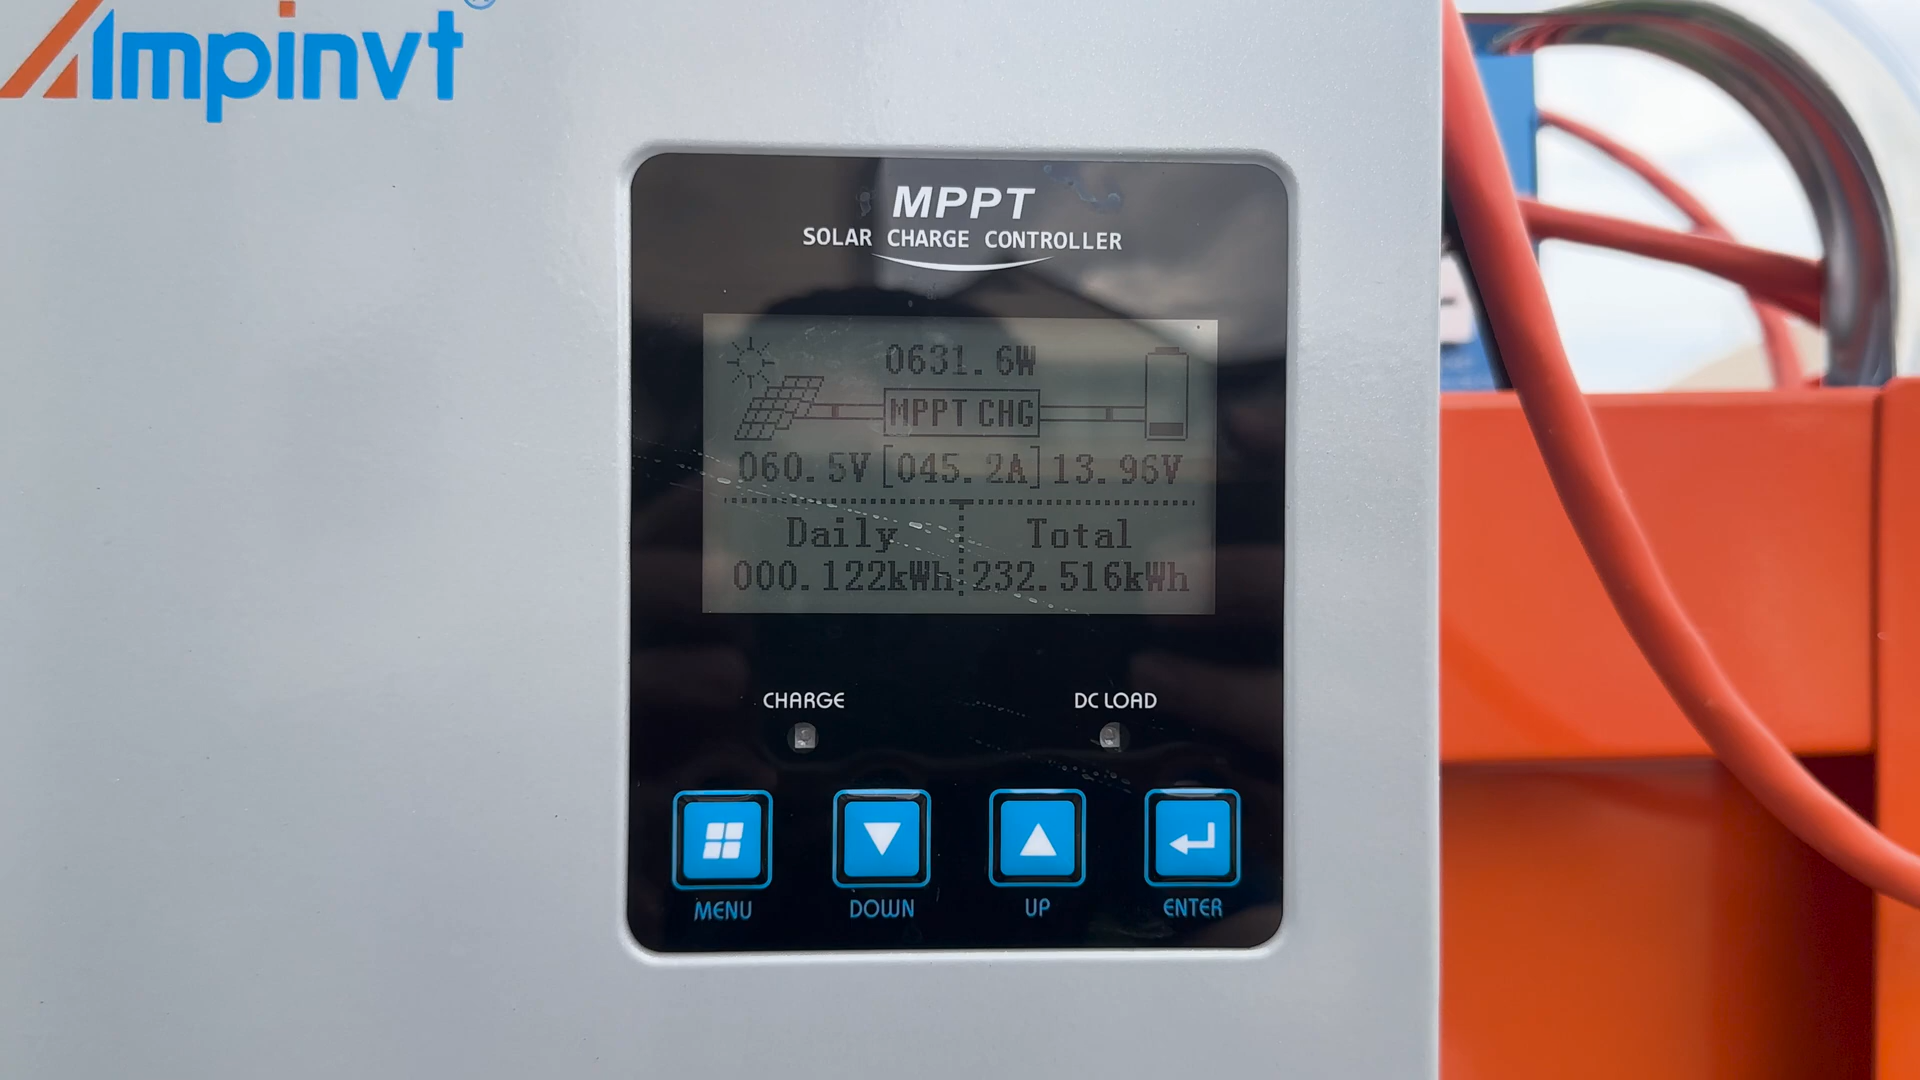 Ampinvt®
MPPT
SOLAR CHARGE CONTROLLER
0631.6W
MPPT CHG
060.5V[045.2A]13.96V
Daily Total
000.122kWh 232.516kWh
CHARGE DC LOAD
MENU DOWN UP ENTER